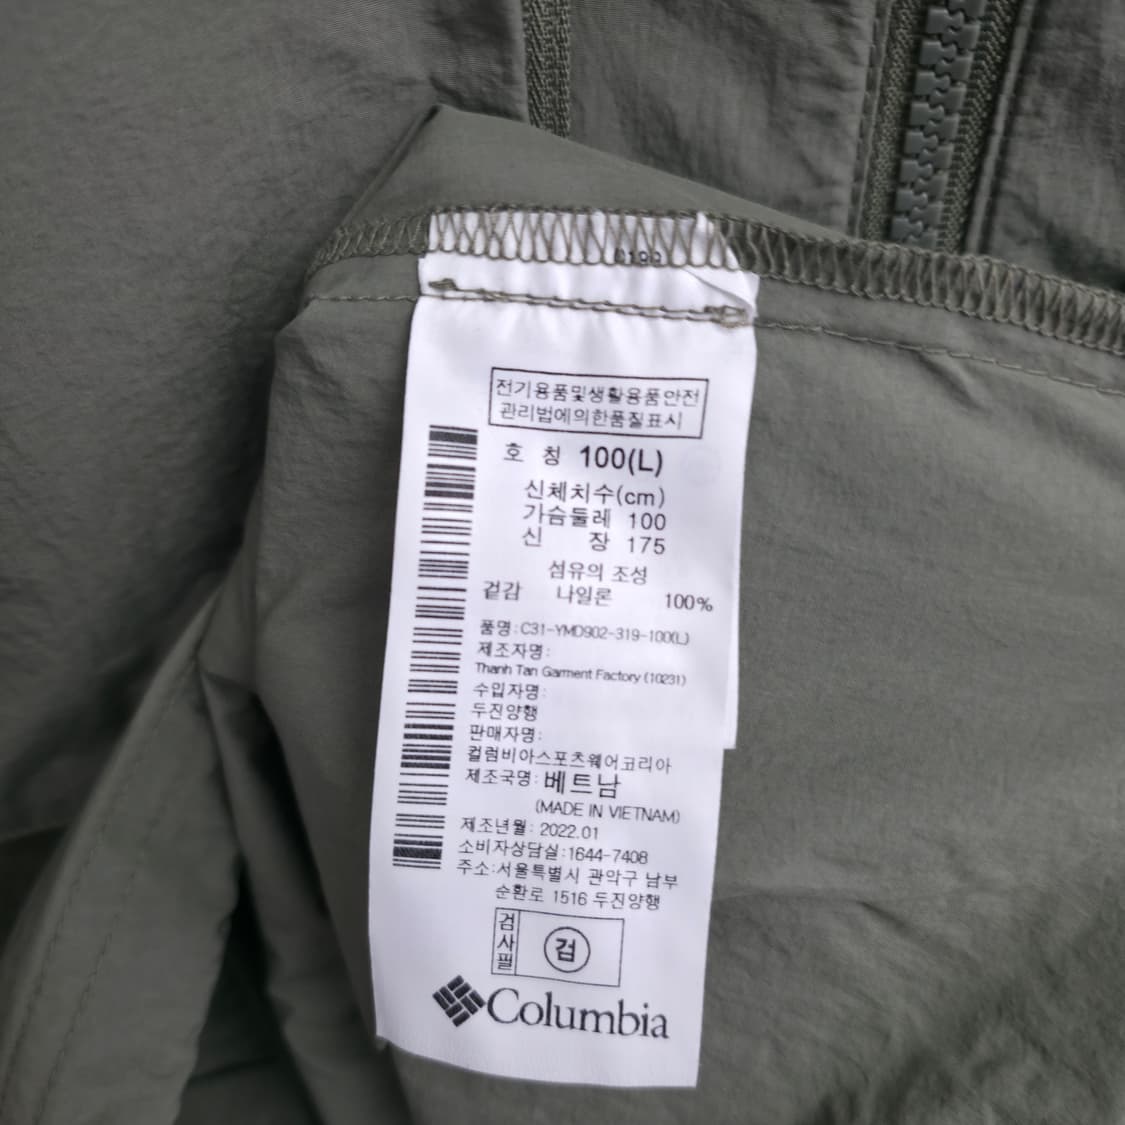 전기용품및생활용품안전
관리법에의한품질표시
호 칭 100(L)
신체치수(cm)
가슴둘레 100
신 장 175
섬유의 조성
겉감 나일론 100%
품명:C31-YMD902-319-100(L)
제조자명:
Thanh Tan Garment Factory (10231)
수입자명:
두진양행
판매자명:
컬럼비아스포츠웨어코리아
제조국명: 베트남
(MADE IN VIETNAM)
제조년월: 2022.01
소비자상담실:1644-7408
주소:서울특별시 관악구 남부
순환로 1516 두진양행
검사필
검
Columbia